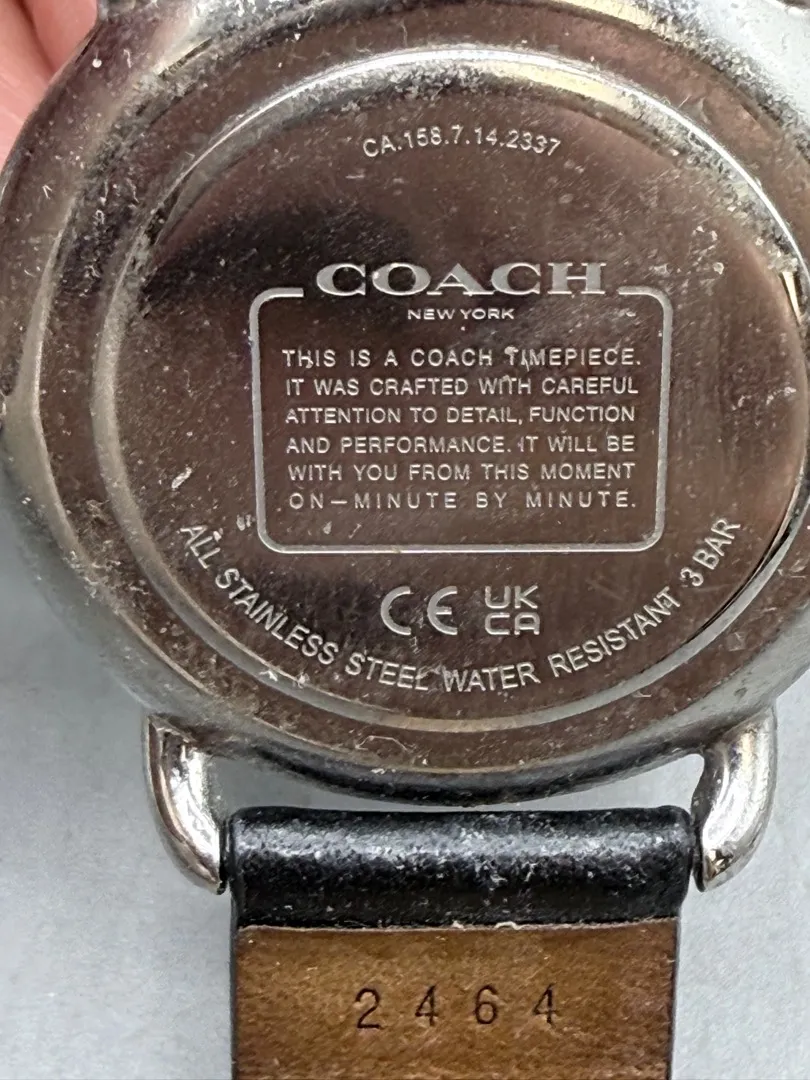 CA.158.7.14.2337
COACH
NEW YORK
THIS IS A COACH TIMEPIECE.
IT WAS CRAFTED WITH CAREFUL
ATTENTION TO DETAIL, FUNCTION
AND PERFORMANCE. IT WILL BE
WITH YOU FROM THIS MOMENT
ON—MINUTE BY MINUTE.
CE UK
CA
ALL STAINLESS STEEL WATER RESISTANT 3 BAR
2464